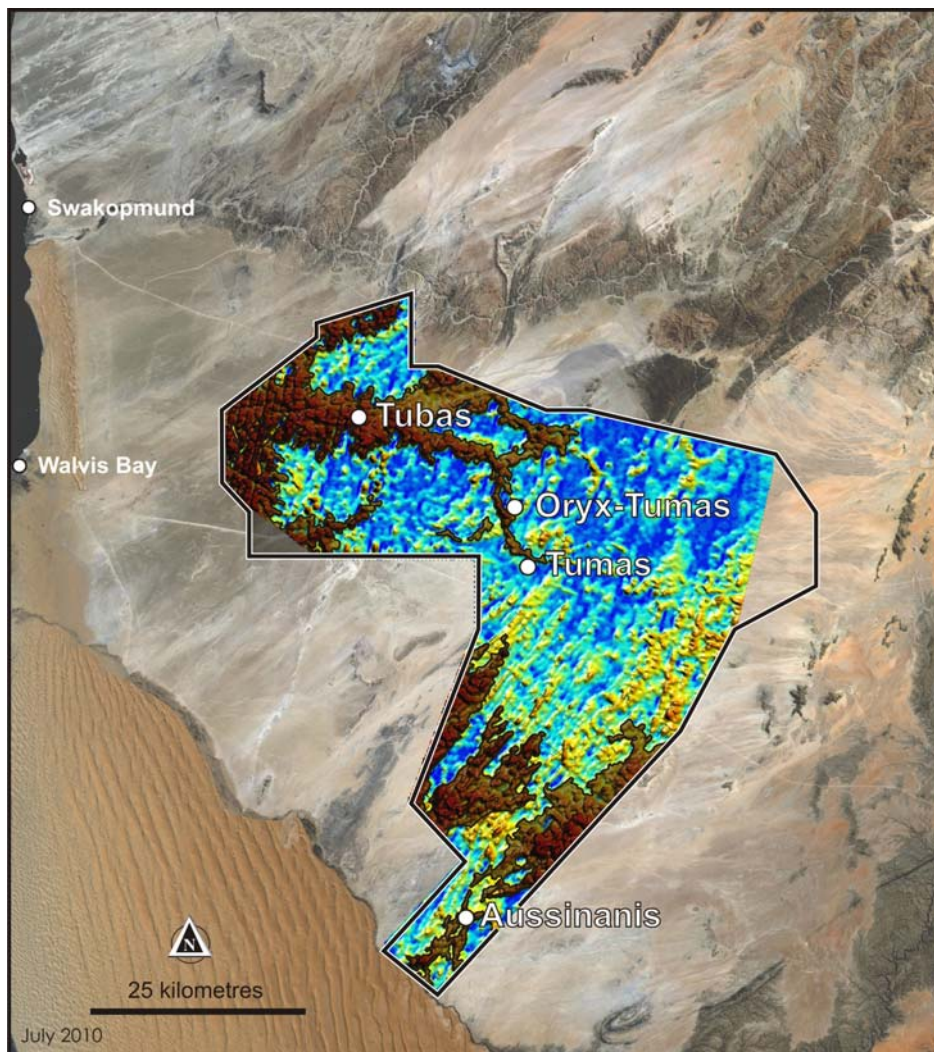 Swakopmund
Tubas
Walvis Bay
Oryx-Tumas
Tumas
Aussinanis
N
25 kilometres
July 2010